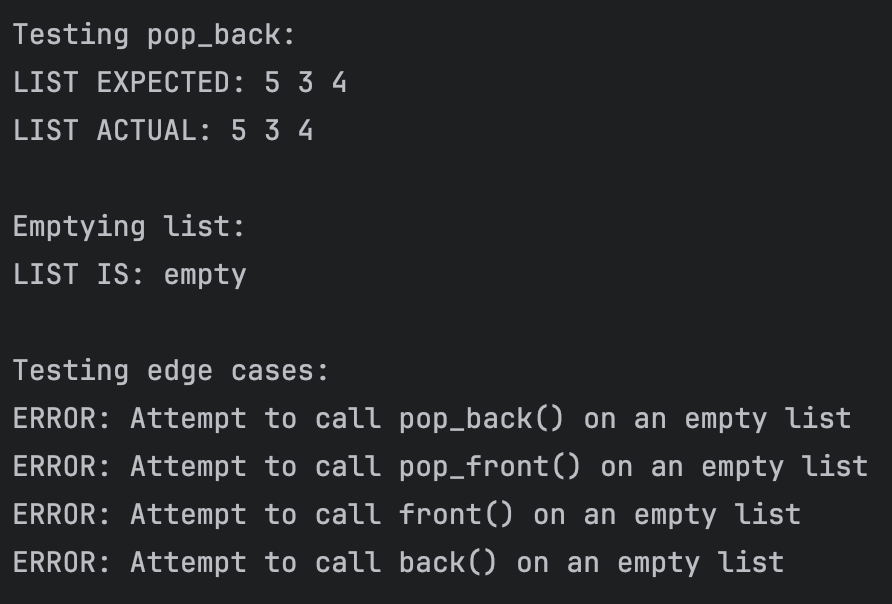 Testing pop_back:
LIST EXPECTED: 5 3 4
LIST ACTUAL: 5 3 4
Emptying list:
LIST IS: empty
Testing edge cases:
ERROR: Attempt to call pop_back() on an empty list
ERROR: Attempt to call pop_front() on an empty list
ERROR: Attempt to call front() on an empty list
ERROR: Attempt to call back() on an empty list